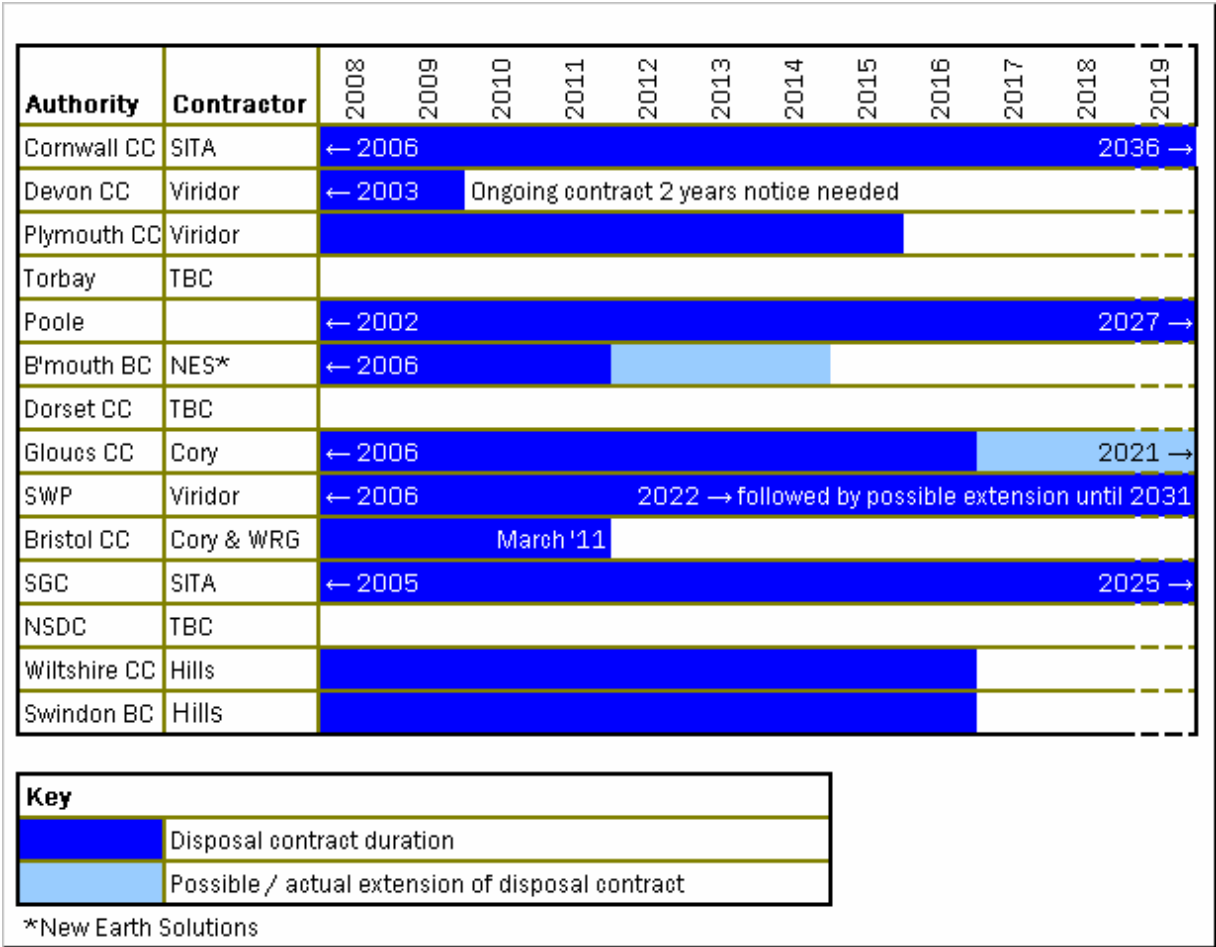 Authority Contractor 2008 2009 2010 2011 2012 2013 2014 2015 2016 2017 2018 2019
Cornwall CC SITA ← 2006 2036 →
Devon CC Viridor ← 2003 Ongoing contract 2 years notice needed
Plymouth CC Viridor
Torbay TBC
Poole ← 2002 2027 →
B'mouth BC NES* ← 2006
Dorset CC TBC
Gloucs CC Cory ← 2006 2021 →
SWP Viridor ← 2006 2022 → followed by possible extension until 2031
Bristol CC Cory & WRG March '11
SGC SITA ← 2005 2025 →
NSDC TBC
Wiltshire CC Hills
Swindon BC Hills
Key
Disposal contract duration
Possible / actual extension of disposal contract
*New Earth Solutions